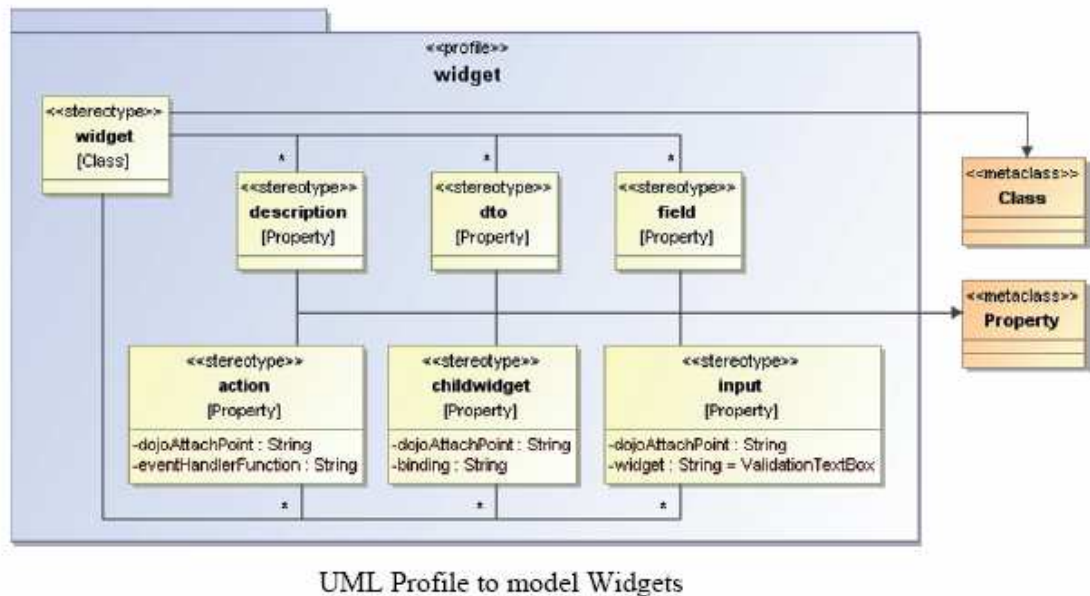 <<profile>>
widget
<<stereotype>>
widget
[Class]
*
*
*
<<stereotype>>
description
[Property]
<<stereotype>>
dto
[Property]
<<stereotype>>
field
[Property]
<<metaclass>>
Class
<<metaclass>>
Property
<<stereotype>>
action
[Property]
-dojoAttachPoint : String
-eventHandlerFunction : String
<<stereotype>>
childwidget
[Property]
-dojoAttachPoint : String
-binding : String
<<stereotype>>
input
[Property]
-dojoAttachPoint : String
-widget : String = ValidationTextBox
*
*
*
UML Profile to model Widgets